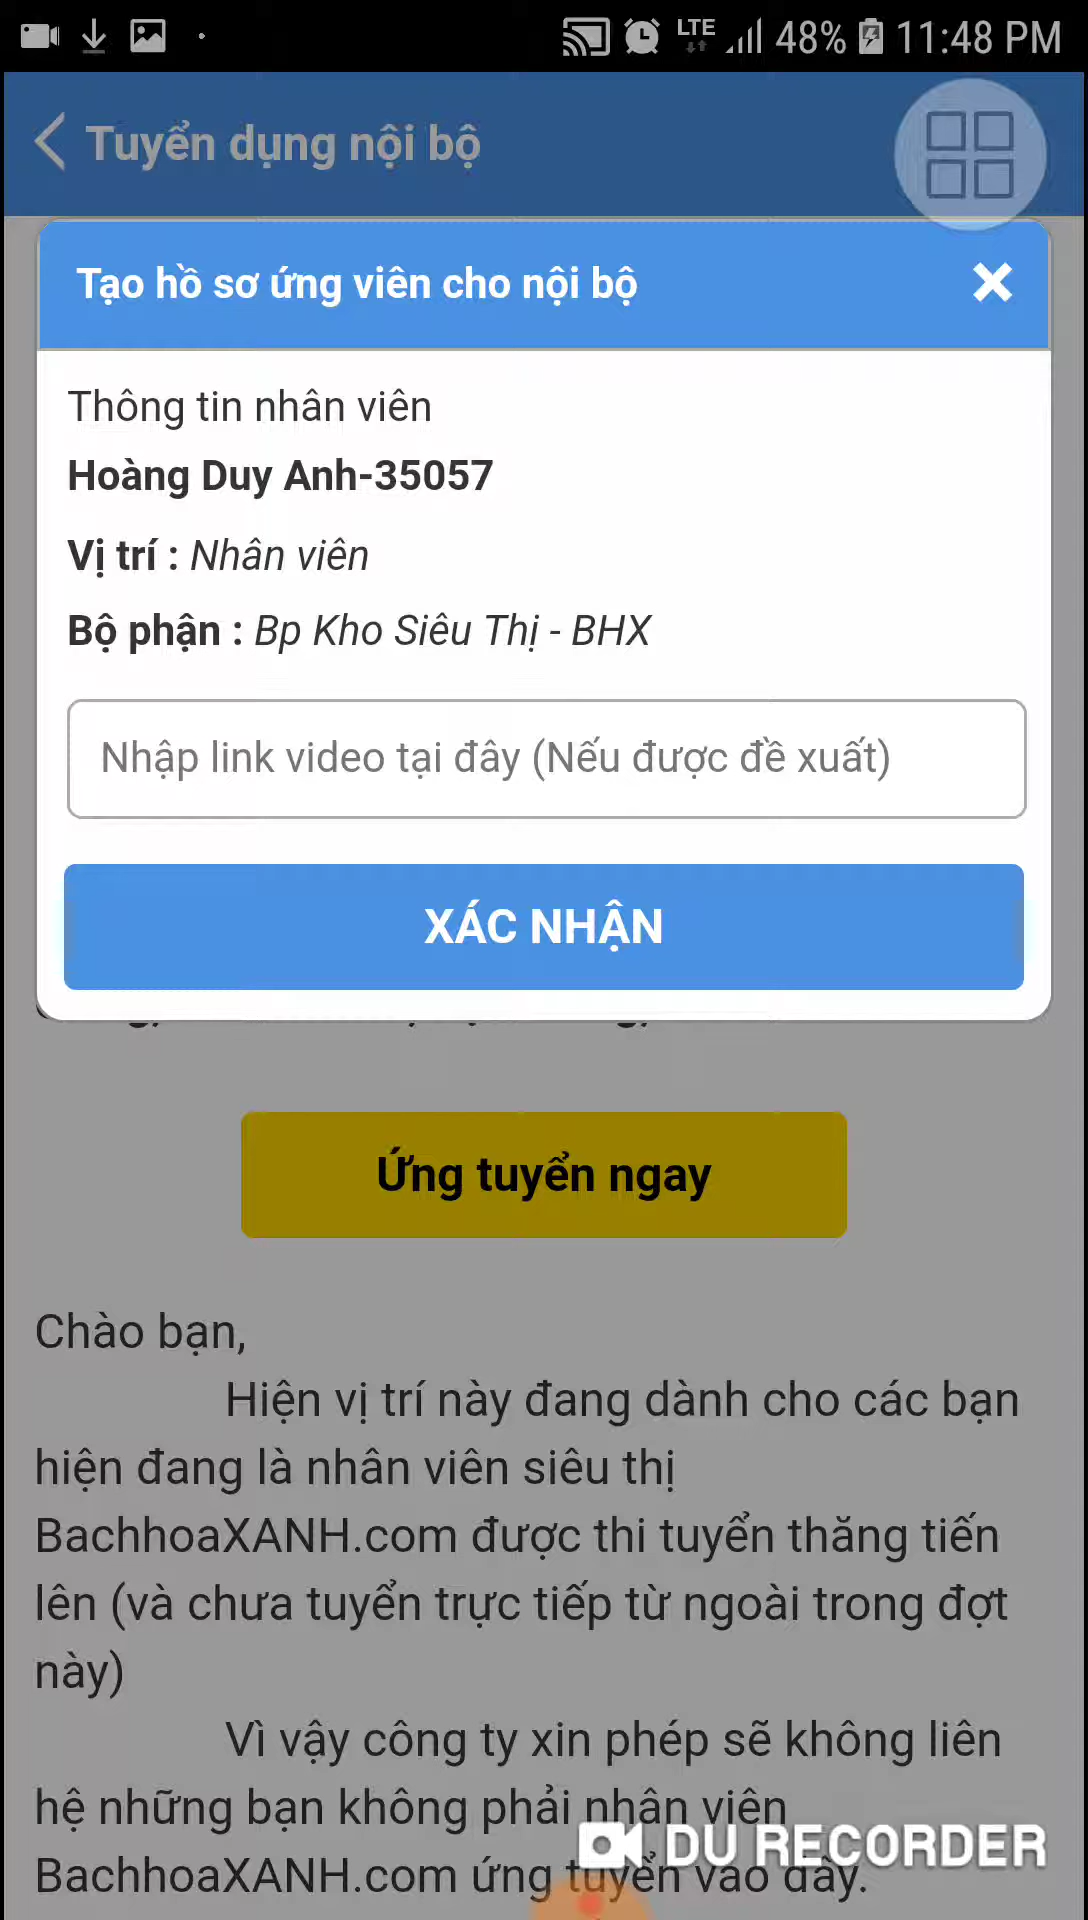 LTE 48% 11:48 PM
Tuyển dụng nội bộ
Tạo hồ sơ ứng viên cho nội bộ
Thông tin nhân viên
Hoàng Duy Anh-35057
Vị trí : Nhân viên
Bộ phận : Bp Kho Siêu Thị - BHX
Nhập link video tại đây (Nếu được đề xuất)
XÁC NHẬN
Ứng tuyển ngay
Chào bạn,
Hiện vị trí này đang dành cho các bạn
hiện đang là nhân viên siêu thị
BachhoaXANH.com được thi tuyển thăng tiến
lên (và chưa tuyển trực tiếp từ ngoài trong đợt
này)
Vì vậy công ty xin phép sẽ không liên
hệ những bạn không phải nhân viên
BachhoaXANH.com ứng tuyển vào đây.
DU RECORDER